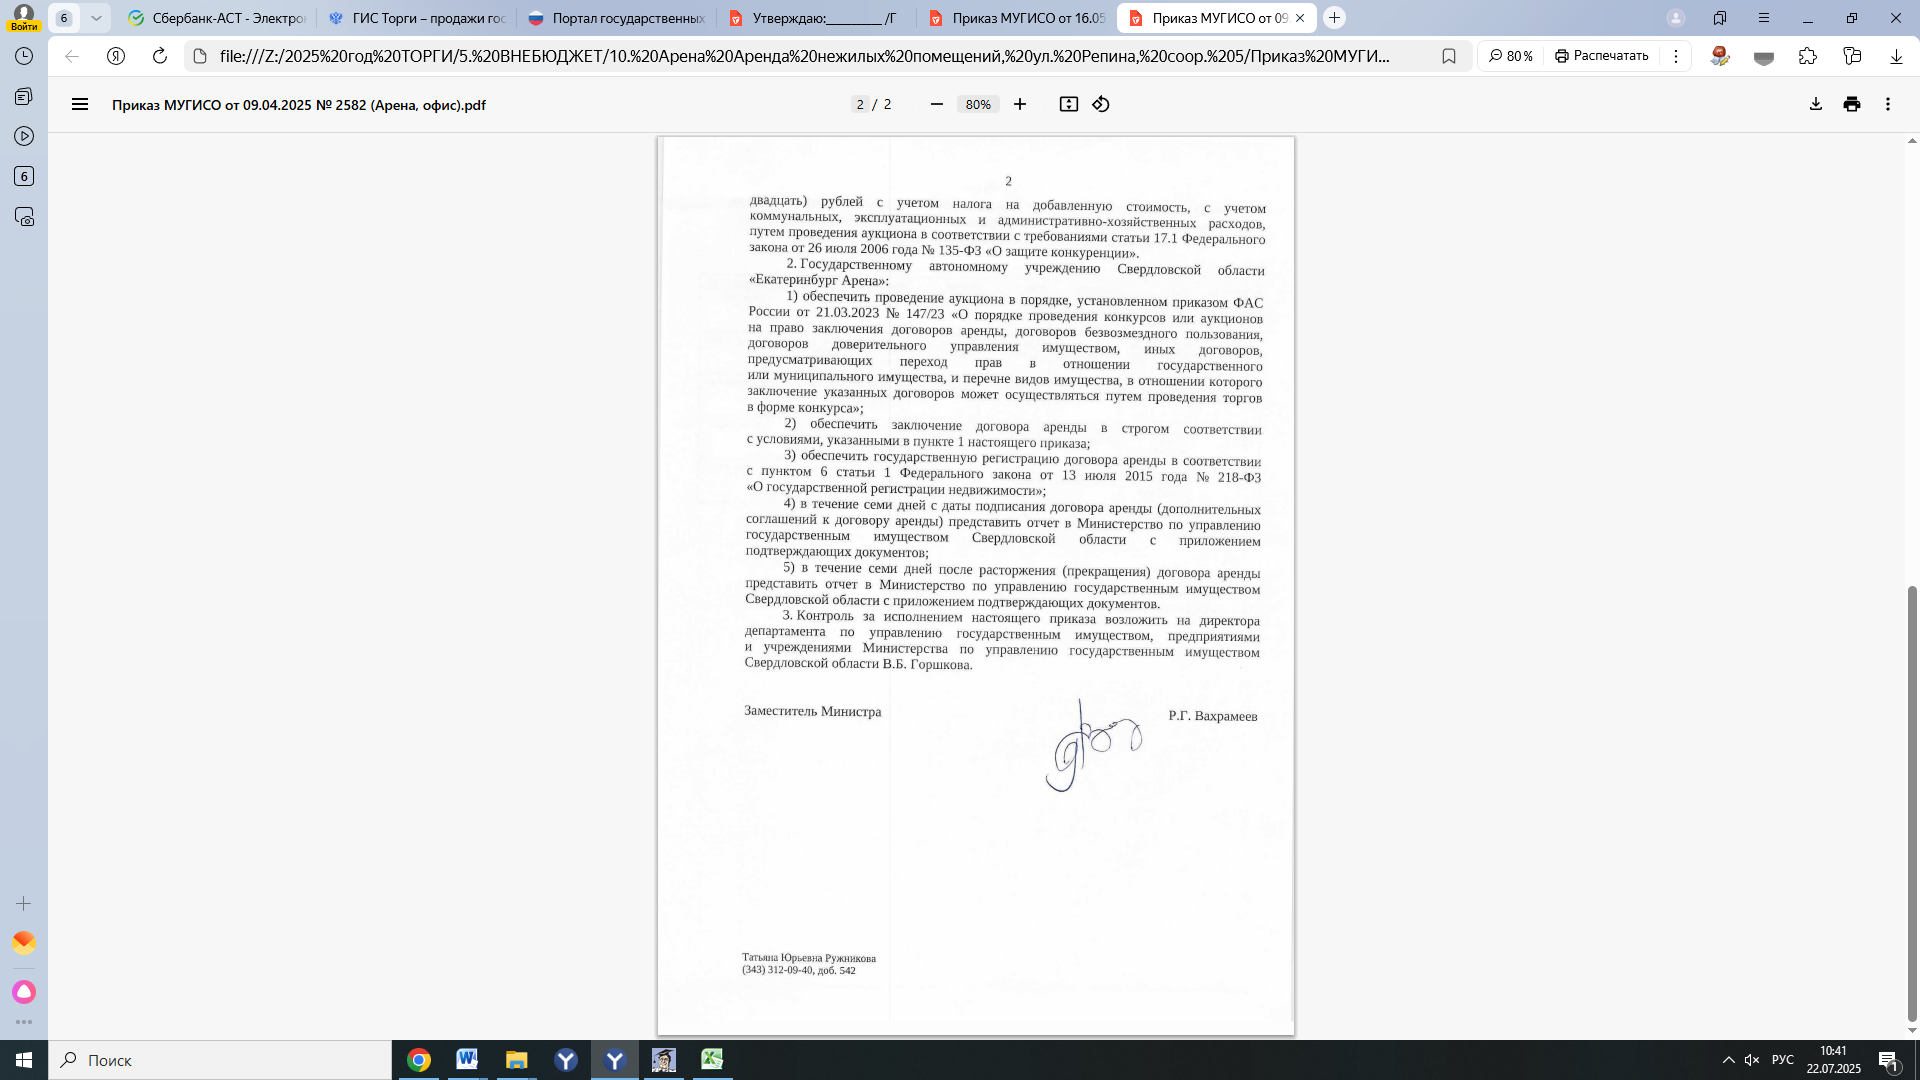 Войти
6
Сбербанк-АСТ - Электрон
ГИС Торги – продажи гос
Портал государственных
Утверждаю:_________ /Г
Приказ МУГИСО от 16.05
Приказ МУГИСО от 09.
file:///Z:/2025%20год%20ТОРГИ/5.%20ВНЕБЮДЖЕТ/10.%20Арена%20Аренда%20нежилых%20помещений,%20ул.%20Репина,%20соор.%205/Приказ%20МУГИ...
80%
Распечатать
Приказ МУГИСО от 09.04.2025 № 2582 (Арена, офис).pdf
2 / 2
80%
6
2
двадцать) рублей с учетом налога на добавленную стоимость, с учетом
коммунальных, эксплуатационных и административно-хозяйственных расходов,
путем проведения аукциона в соответствии с требованиями статьи 17.1 Федерального
закона от 26 июля 2006 года № 135-ФЗ «О защите конкуренции».
2. Государственному автономному учреждению Свердловской области
«Екатеринбург Арена»:
1) обеспечить проведение аукциона в порядке, установленном приказом ФАС
России от 21.03.2023 № 147/23 «О порядке проведения конкурсов или аукционов
на право заключения договоров аренды, договоров безвозмездного пользования,
договоров доверительного управления имуществом, иных договоров,
предусматривающих переход прав в отношении государственного
или муниципального имущества, и перечне видов имущества, в отношении которого
заключение указанных договоров может осуществляться путем проведения торгов
в форме конкурса»;
2) обеспечить заключение договора аренды в строгом соответствии
с условиями, указанными в пункте 1 настоящего приказа;
3) обеспечить государственную регистрацию договора аренды в соответствии
с пунктом 6 статьи 1 Федерального закона от 13 июля 2015 года № 218-ФЗ
«О государственной регистрации недвижимости»;
4) в течение семи дней с даты подписания договора аренды (дополнительных
соглашений к договору аренды) представить отчет в Министерство по управлению
государственным имуществом Свердловской области с приложением
подтверждающих документов;
5) в течение семи дней после расторжения (прекращения) договора аренды
представить отчет в Министерство по управлению государственным имуществом
Свердловской области с приложением подтверждающих документов.
3. Контроль за исполнением настоящего приказа возложить на директора
департамента по управлению государственным имуществом, предприятиями
и учреждениями Министерства по управлению государственным имуществом
Свердловской области В.Б. Горшкова.
Заместитель Министра
Р.Г. Вахрамеев
Татьяна Юрьевна Ружникова
(343) 312-09-40, доб. 542
Поиск
РУС
10:41
22.07.2025
1